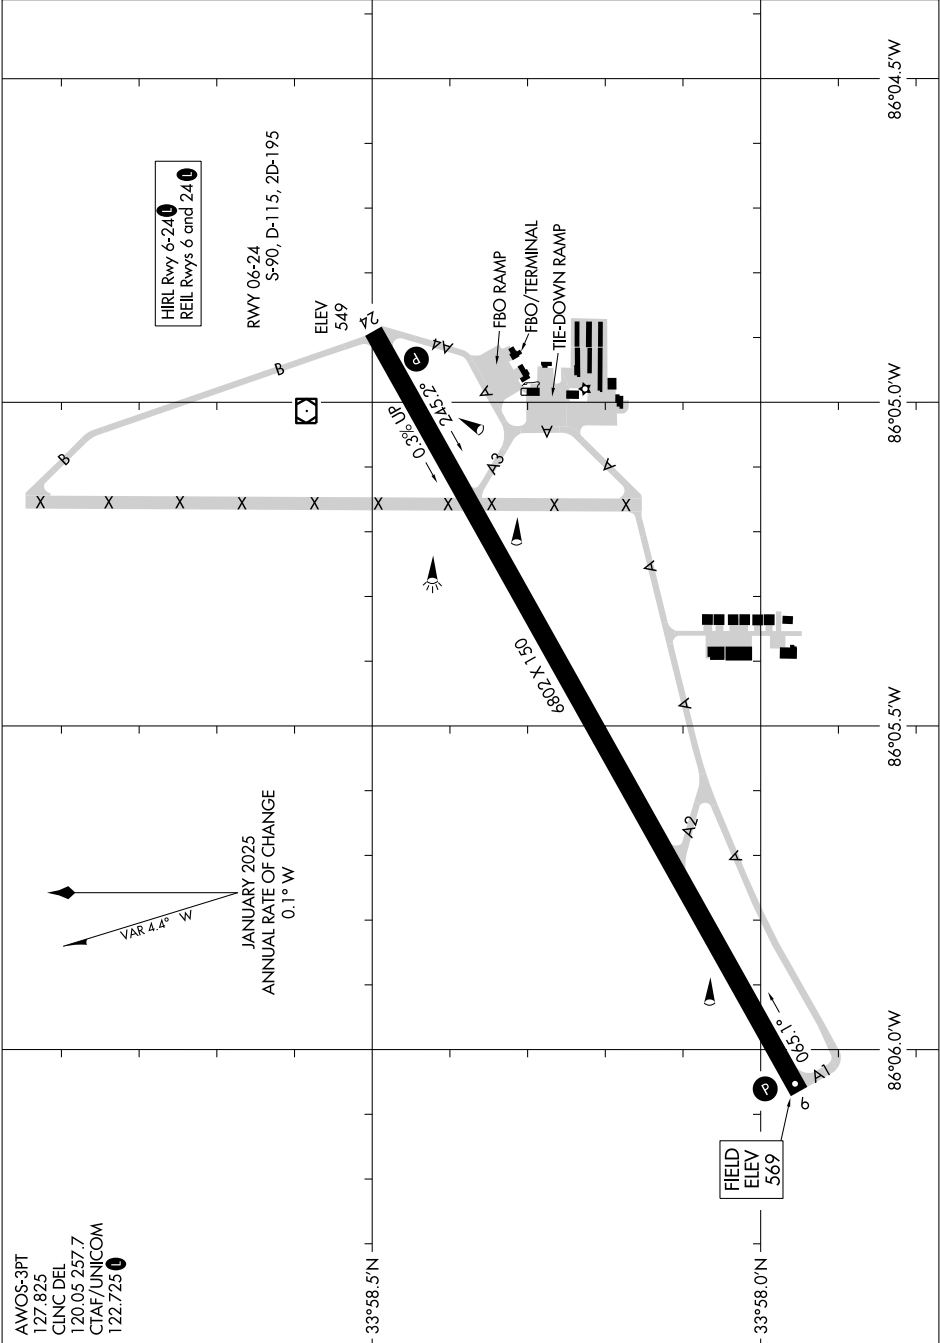 AWOS-3PT
127.825
CLNC DEL
120.05 257.7
CTAF/UNICOM
122.725 L
HIRL Rwy 6-24 L
REIL Rwys 6 and 24 L
RWY 06-24
S-90, D-115, 2D-195
ELEV
549
24
P
A4
B
B
FBO RAMP
FBO/TERMINAL
TIE-DOWN RAMP
245.2°
0.3% UP
A
A
A
A3
X
X
X
X
X
X
X
X
X
X
A
6802 X 150
A
A2
A
VAR 4.4° W
JANUARY 2025
ANNUAL RATE OF CHANGE
0.1° W
065.1°
A1
P
6
FIELD
ELEV
569
33°58.5'N
33°58.0'N
86°04.5'W
86°05.0'W
86°05.5'W
86°06.0'W